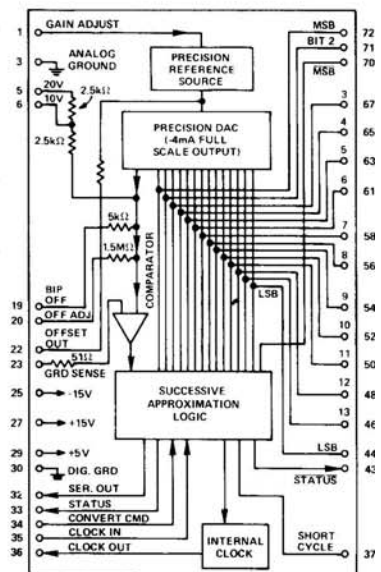 GAIN ADJUST
1
ANALOG
GROUND
3
20V
5
10V
6
2.5kΩ
2.5kΩ
PRECISION
REFERENCE
SOURCE
PRECISION DAC
(-4mA FULL
SCALE OUTPUT)
5kΩ
1.5MΩ
COMPARATOR
LSB
19 BIP
OFF
20 OFF ADJ
OFFSET
22 OUT
23 51Ω
GRD SENSE
25 -15V
27 +15V
29 +5V
30 DIG. GRD
32 SER. OUT
33 STATUS
34 CONVERT CMD
35 CLOCK IN
36 CLOCK OUT
SUCCESSIVE
APPROXIMATION
LOGIC
INTERNAL
CLOCK
MSB 72
BIT 2 71
MSB 70
3 67
4 65
5 63
6 61
7 58
8 56
9 54
10 52
11 50
12 48
13 46
LSB 44
STATUS 43
SHORT
CYCLE 37